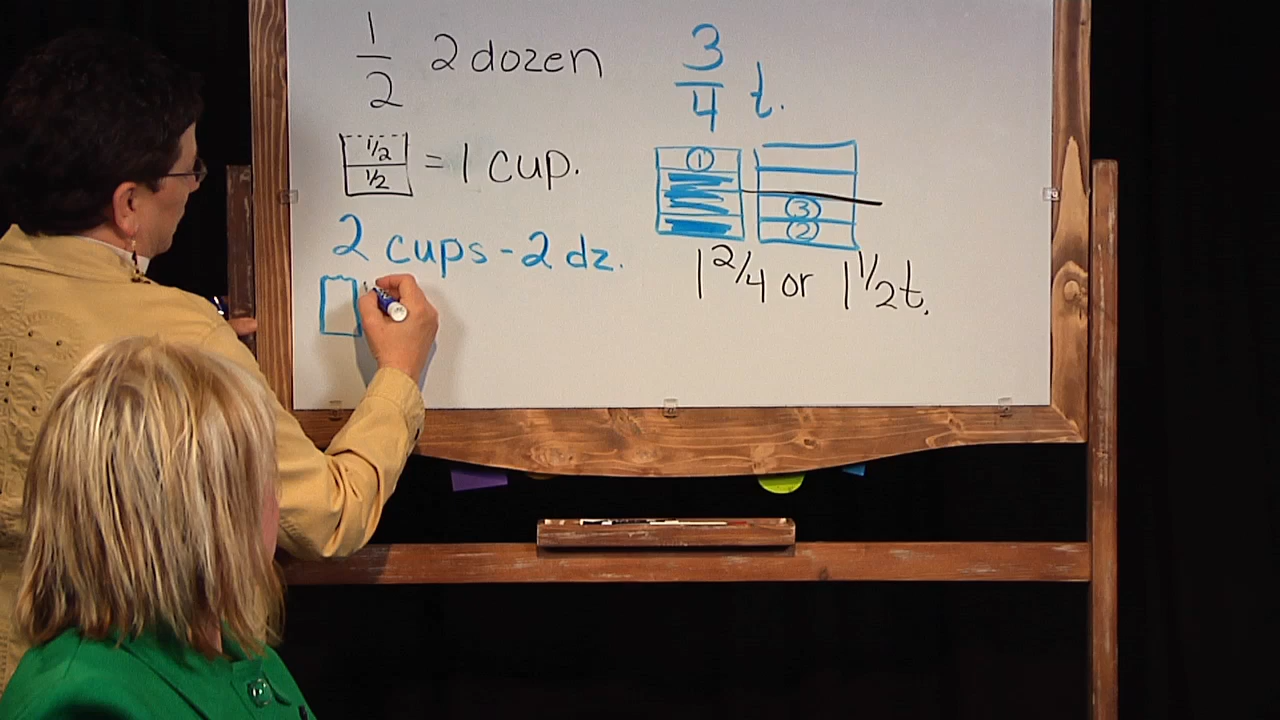 1/2 2 dozen
1/2
1/2
= 1 cup.
2 cups - 2 dz.
3/4 t.
1
3
2
1 2/4 or 1 1/2 t.